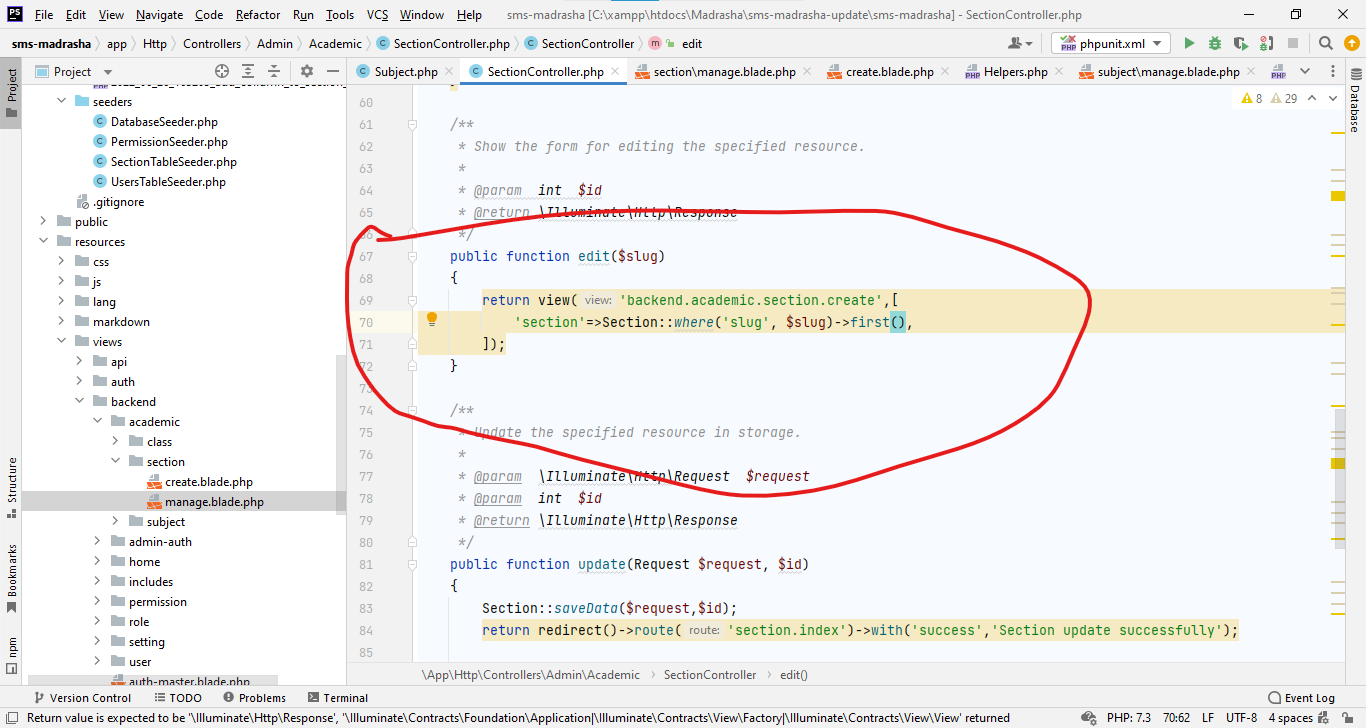 PS File Edit View Navigate Code Refactor Run Tools VCS Window Help sms-madrasha [C:\xampp\htdocs\Madrasha\sms-madrasha-update\sms-madrasha] - SectionController.php
sms-madrasha app Http Controllers Admin Academic C SectionController.php C SectionController m edit PHP phpunit.xml
Project C Subject.php C SectionController.php section\manage.blade.php create.blade.php PHP Helpers.php subject\manage.blade.php PHP
Project
Database
8 29
seeders
C DatabaseSeeder.php
C PermissionSeeder.php
C SectionTableSeeder.php
C UsersTableSeeder.php
.gitignore
public
resources
css
js
lang
markdown
views
api
auth
backend
academic
class
section
create.blade.php
manage.blade.php
subject
admin-auth
home
includes
permission
role
setting
user
auth-master.blade.php
Structure
Bookmarks
npm
60
61 /**
62 * Show the form for editing the specified resource.
63 *
64 * @param int $id
65 * @return \Illuminate\Http\Response
66 */
67 public function edit($slug)
68 {
69 return view( view: 'backend.academic.section.create',[
70 'section'=>Section::where('slug', $slug)->first(),
71 ]);
72 }
73
74 /**
75 * Update the specified resource in storage.
76 *
77 * @param \Illuminate\Http\Request $request
78 * @param int $id
79 * @return \Illuminate\Http\Response
80 */
81 public function update(Request $request, $id)
82 {
83 Section::saveData($request,$id);
84 return redirect()->route( route: 'section.index')->with('success','Section update successfully');
85
\App\Http\Controllers\Admin\Academic SectionController edit()
Version Control TODO Problems Terminal Event Log
Return value is expected to be '\Illuminate\Http\Response', '\Illuminate\Contracts\Foundation\Application|\Illuminate\Contracts\View\Factory|\Illuminate\Contracts\View\View' returned PHP: 7.3 70:62 LF UTF-8 4 spaces